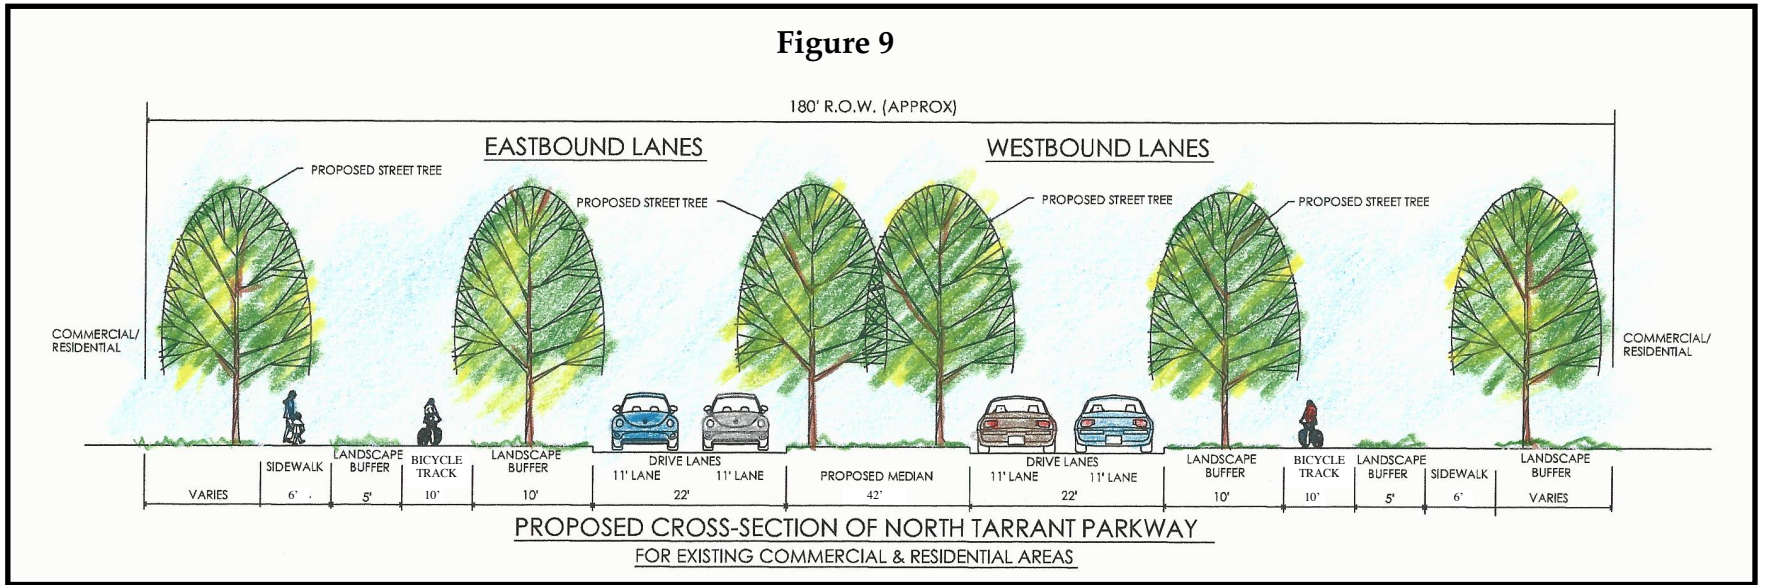 Figure 9
180' R.O.W. (APPROX)
EASTBOUND LANES
WESTBOUND LANES
PROPOSED STREET TREE
PROPOSED STREET TREE
PROPOSED STREET TREE
PROPOSED STREET TREE
COMMERCIAL/
RESIDENTIAL
COMMERCIAL/
RESIDENTIAL
VARIES
SIDEWALK
6' .
LANDSCAPE
BUFFER
5'
BICYCLE
TRACK
10'
LANDSCAPE
BUFFER
10'
DRIVE LANES
11' LANE
11' LANE
22'
PROPOSED MEDIAN
42'
DRIVE LANES
11' LANE
11' LANE
22'
LANDSCAPE
BUFFER
10'
BICYCLE
TRACK
10'
LANDSCAPE
BUFFER
5'
SIDEWALK
6'
LANDSCAPE
BUFFER
VARIES
PROPOSED CROSS-SECTION OF NORTH TARRANT PARKWAY
FOR EXISTING COMMERCIAL & RESIDENTIAL AREAS